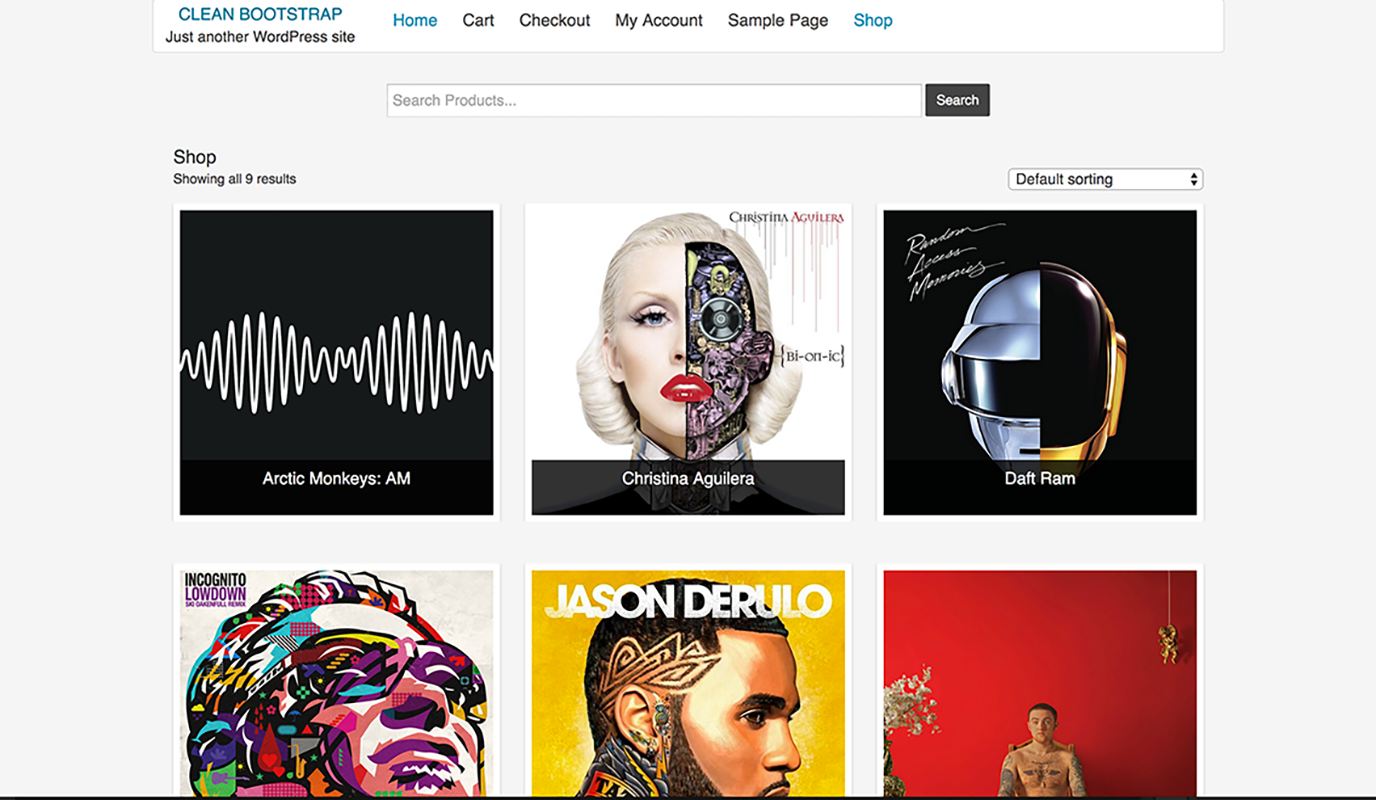 CLEAN BOOTSTRAP
Just another WordPress site
Home Cart Checkout My Account Sample Page Shop
Search Products...
Search
Shop
Showing all 9 results
Default sorting
CHRISTINA AGUILERA
{Bi-on-ic}
Arctic Monkeys: AM
Christina Aguilera
Random
Access
Memories
Daft Ram
INCOGNITO
LOWDOWN
SKI OAKENFULL REMIX
JASON DERULO